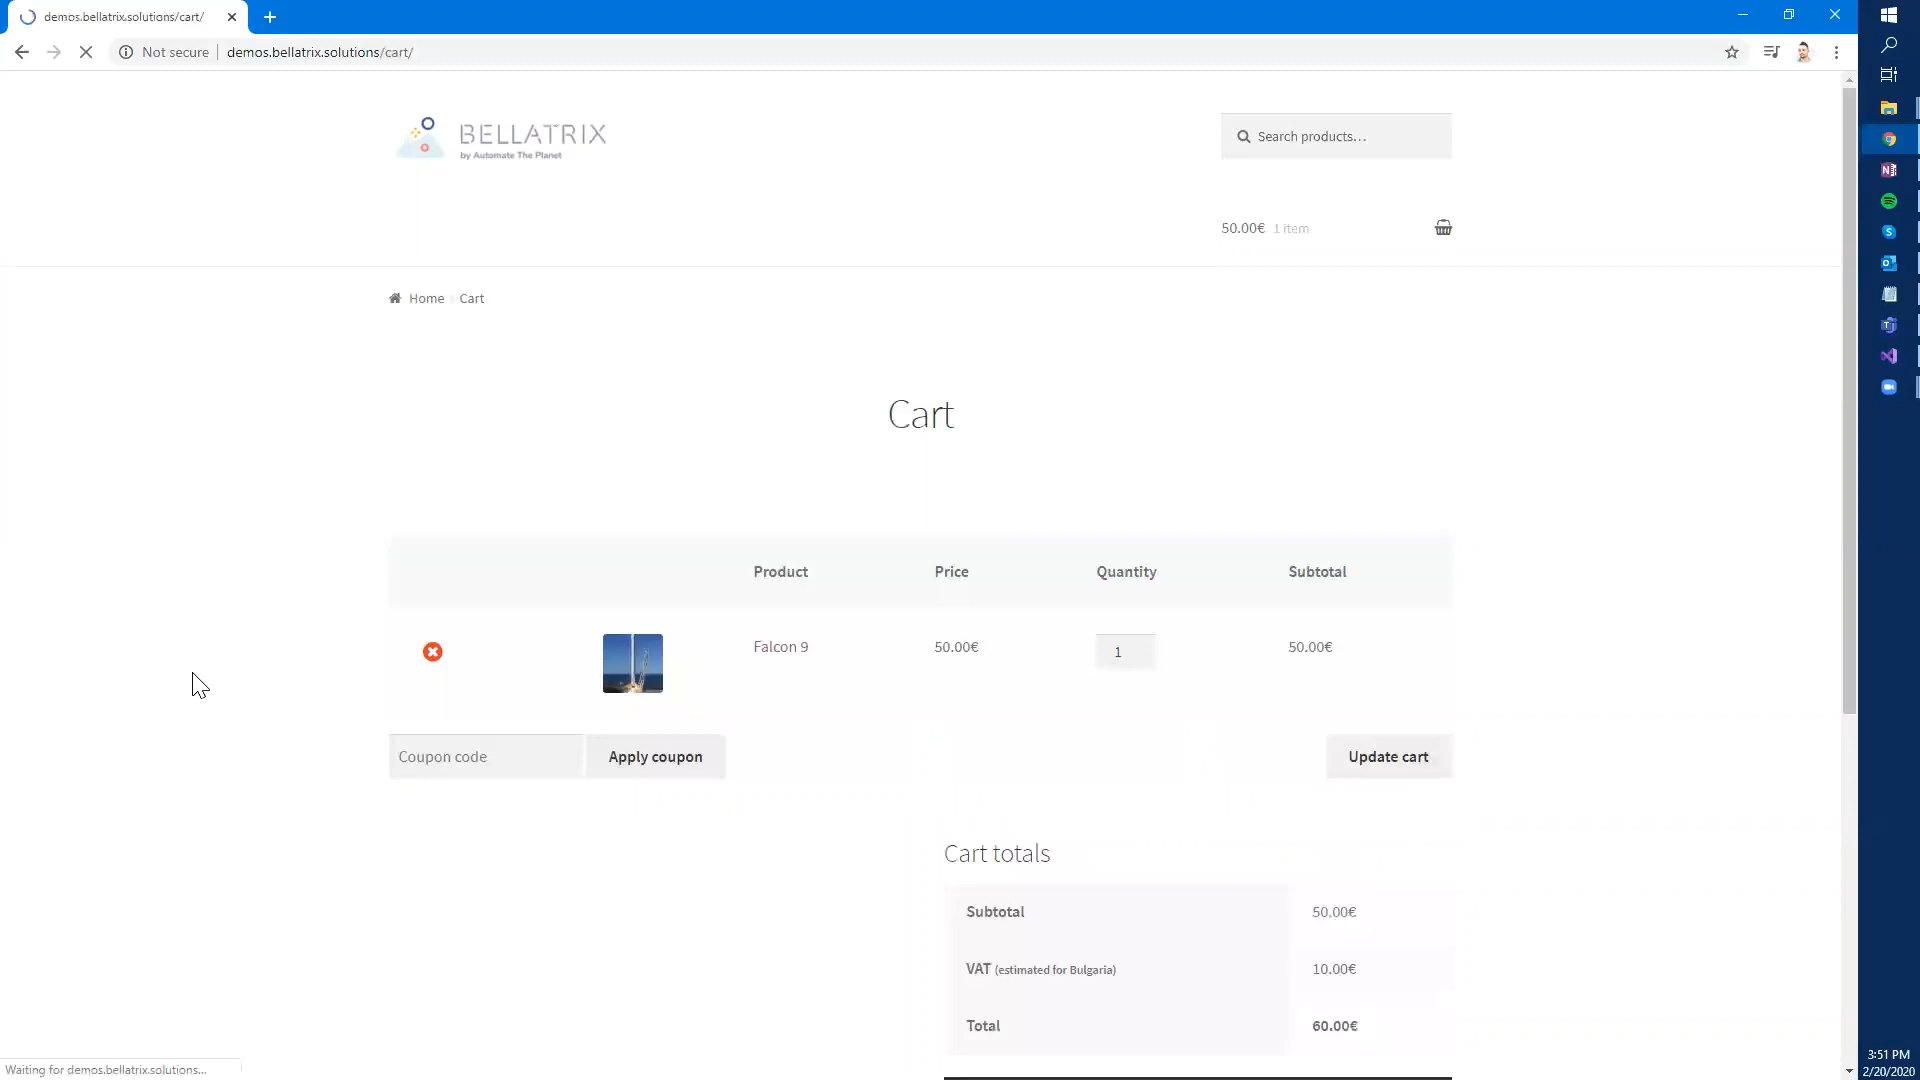 demos.bellatrix.solutions/cart/
Not secure
demos.bellatrix.solutions/cart/
BELLATRIX
by Automate The Planet
Search products…
50.00€ 1 item
Home Cart
Cart
Product Price Quantity Subtotal
Falcon 9 50.00€ 1 50.00€
Coupon code Apply coupon Update cart
Cart totals
Subtotal 50.00€
VAT (estimated for Bulgaria) 10.00€
Total 60.00€
Waiting for demos.bellatrix.solutions...
3:51 PM
2/20/2020